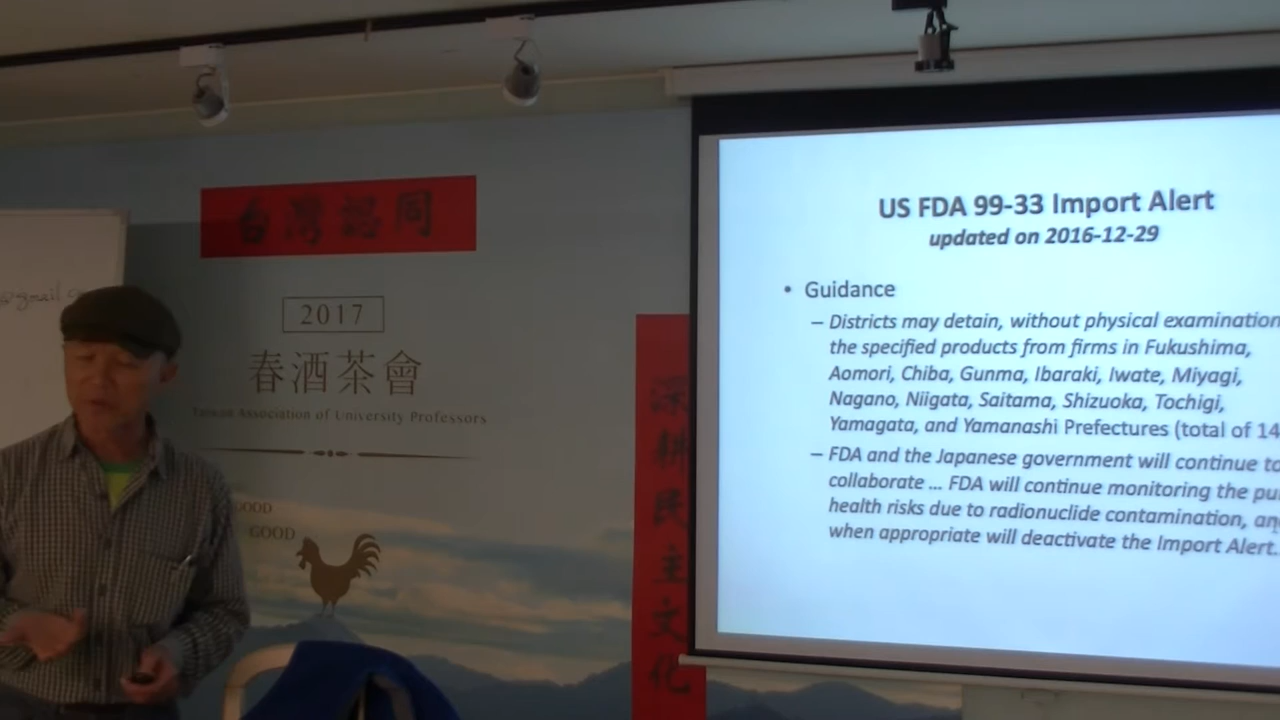 @gmail
台灣認同
2017
春酒茶會
Taiwan Association of University Professors
GOOD
GOOD
深耕民主文化
US FDA 99-33 Import Alert
updated on 2016-12-29
• Guidance
– Districts may detain, without physical examination
the specified products from firms in Fukushima,
Aomori, Chiba, Gunma, Ibaraki, Iwate, Miyagi,
Nagano, Niigata, Saitama, Shizuoka, Tochigi,
Yamagata, and Yamanashi Prefectures (total of 14
– FDA and the Japanese government will continue to
collaborate ... FDA will continue monitoring the pu
health risks due to radionuclide contamination, an
when appropriate will deactivate the Import Alert.